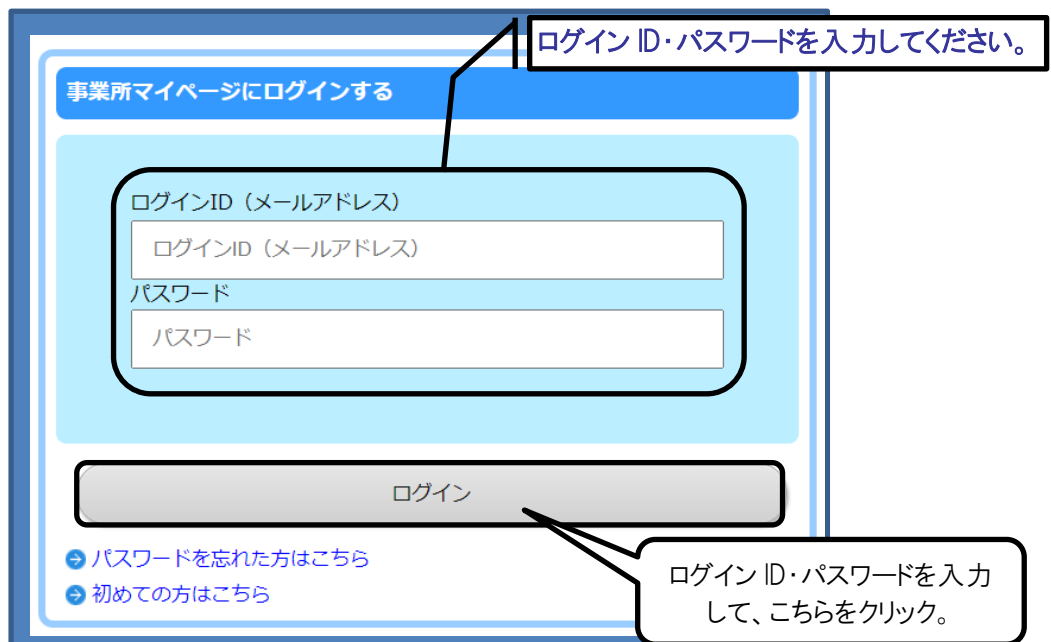 ログイン ID・パスワードを入力してください。
事業所マイページにログインする
ログインID（メールアドレス）
ログインID（メールアドレス）
パスワード
パスワード
ログイン
パスワードを忘れた方はこちら
初めての方はこちら
ログイン ID・パスワードを入力
して、こちらをクリック。